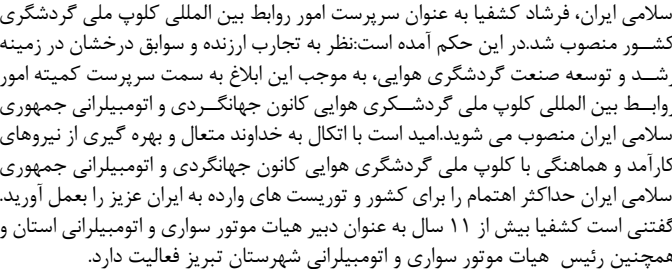 سلامی ایران، فرشاد کشفیا به عنوان سرپرست امور روابط بین المللی کلوپ ملی گردشگری
کشــور منصوب شد.در این حکم آمده است:نظر به تجارب ارزنده و سوابق درخشان در زمینه
رشــد و توسعه صنعت گردشگری هوایی، به موجب این ابلاغ به سمت سرپرست کمیته امور
روابــط بین المللی کلوپ ملی گردشــکری هوایی کانون جهانگــردی و اتومبیلرانی جمهوری
سلامی ایران منصوب می شوید.امید است با اتکال به خداوند متعال و بهره گیری از نیروهای
کارآمد و هماهنگی با کلوپ ملی گردشگری هوایی کانون جهانگردی و اتومبیلرانی جمهوری
سلامی ایران حداکثر اهتمام را برای کشور و توریست های وارده به ایران عزیز را بعمل آورید.
گفتنی است کشفیا بیش از ۱۱ سال به عنوان دبیر هیات موتور سواری و اتومبیلرانی استان و
همچنین رئیس هیات موتور سواری و اتومبیلرانی شهرستان تبریز فعالیت دارد.